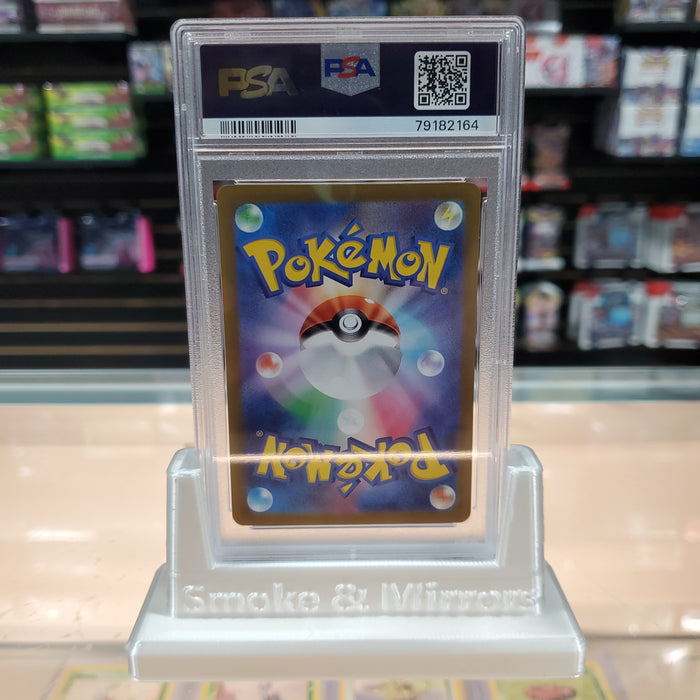 PSA PSA
79182164
POKéMON®
POKéMON®
Smoke & Mirrors